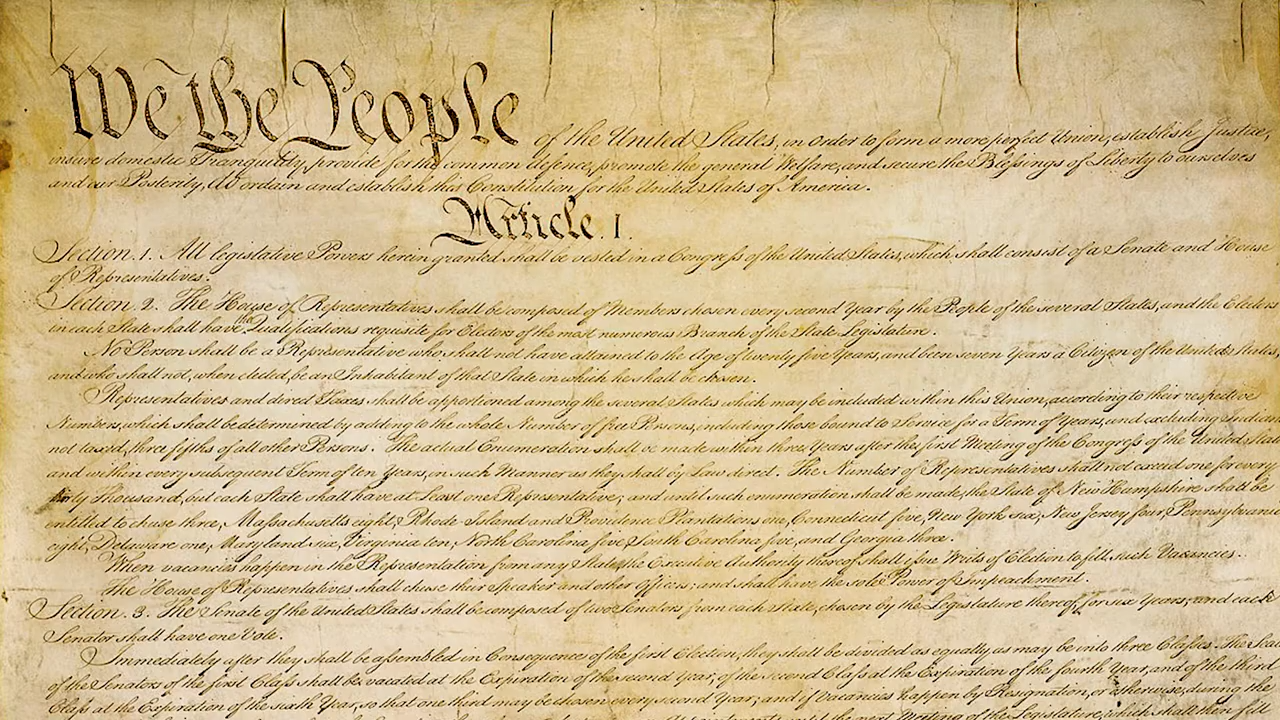 We the People of the United States, in Order to form a more perfect Union, establish Justice,
insure domestic Tranquility, provide for the common defence, promote the general Welfare, and secure the Blessings of Liberty to ourselves
and our Posterity, do ordain and establish this Constitution for the United States of America.
Article. I.
Section. 1. All legislative Powers herein granted shall be vested in a Congress of the United States, which shall consist of a Senate and House
of Representatives.
Section. 2. The House of Representatives shall be composed of Members chosen every second Year by the People of the several States, and the Electors
in each State shall have the Qualifications requisite for Electors of the most numerous Branch of the State Legislature.
No Person shall be a Representative who shall not have attained to the Age of twenty five Years, and been seven Years a Citizen of the United States,
and who shall not, when elected, be an Inhabitant of that State in which he shall be chosen.
Representatives and direct Taxes shall be apportioned among the several States which may be included within this Union, according to their respective
Numbers, which shall be determined by adding to the whole Number of free Persons, including those bound to Service for a Term of Years, and excluding Indians
not taxed, three fifths of all other Persons. The actual Enumeration shall be made within three Years after the first Meeting of the Congress of the United States,
and within every subsequent Term of ten Years, in such Manner as they shall by Law direct. The Number of Representatives shall not exceed one for every
thirty Thousand, but each State shall have at Least one Representative; and until such enumeration shall be made, the State of New Hampshire shall be
entitled to chuse three, Massachusetts eight, Rhode-Island and Providence Plantations one, Connecticut five, New-York six, New Jersey four, Pennsylvania
eight, Delaware one, Maryland six, Virginia ten, North Carolina five, South Carolina five, and Georgia three.
When vacancies happen in the Representation from any State, the Executive Authority thereof shall issue Writs of Election to fill such Vacancies.
The House of Representatives shall chuse their Speaker and other Officers; and shall have the sole Power of Impeachment.
Section. 3. The Senate of the United States shall be composed of two Senators from each State, chosen by the Legislature thereof, for six Years; and each
Senator shall have one Vote.
Immediately after they shall be assembled in Consequence of the first Election, they shall be divided as equally as may be into three Classes. The Seats
of the Senators of the first Class shall be vacated at the Expiration of the second Year, of the second Class at the Expiration of the fourth Year, and of the third
Class at the Expiration of the sixth Year, so that one third may be chosen every second Year; and if Vacancies happen by Resignation, or otherwise, during the
Appointments until the next Meeting of the Legislature, which shall then fill